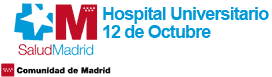 Hospital Universitario
12 de Octubre
M
SaludMadrid
Comunidad de Madrid